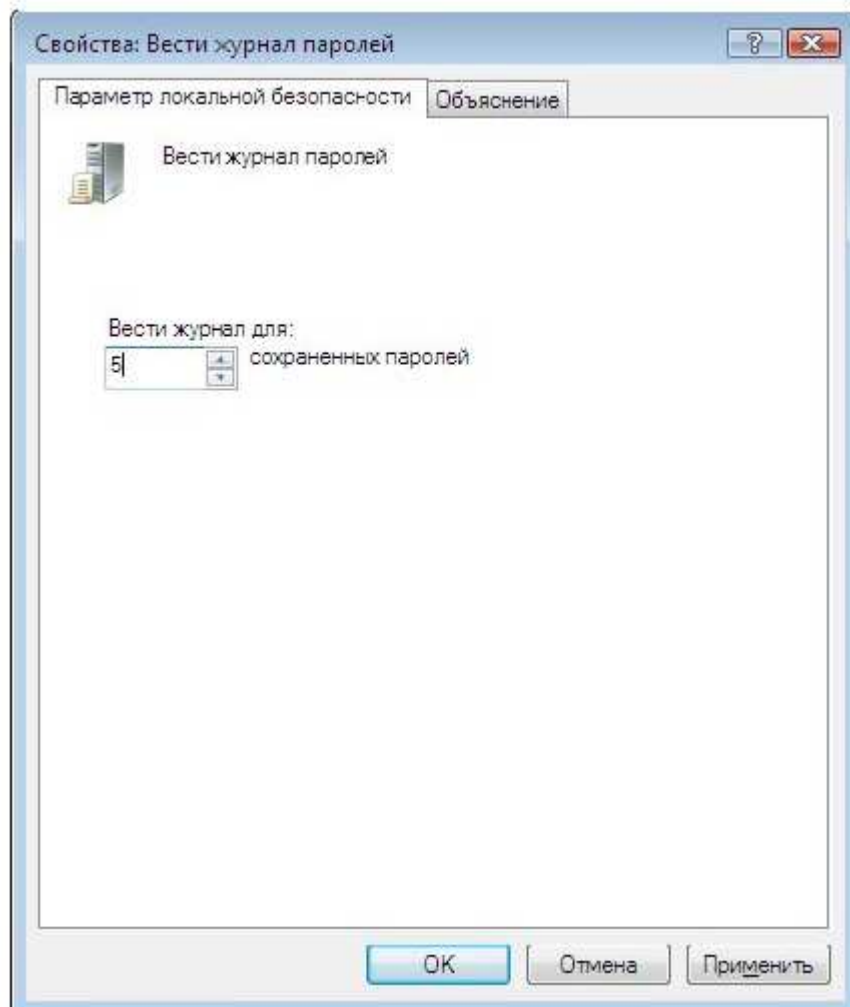 Свойства: Вести журнал паролей
Параметр локальной безопасности
Объяснение
Вести журнал паролей
Вести журнал для:
5 сохраненных паролей
OK
Отмена
Применить